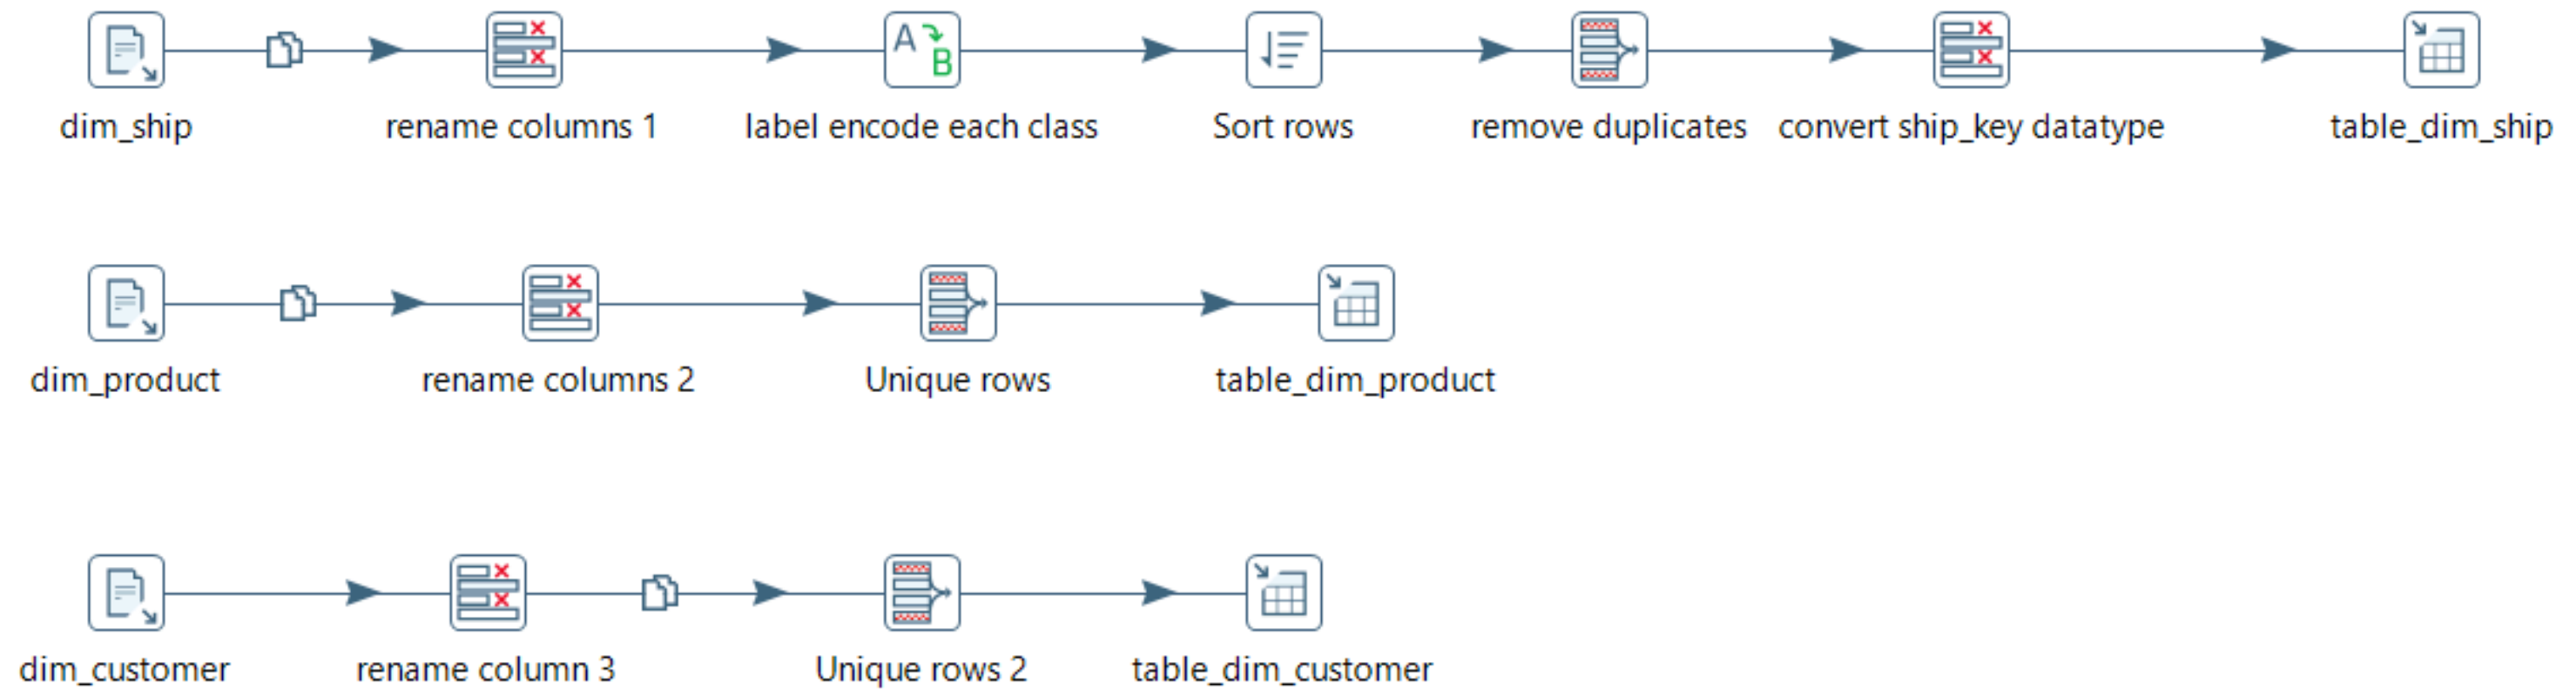 dim_ship
rename columns 1
label encode each class
Sort rows
remove duplicates
convert ship_key datatype
table_dim_ship
dim_product
rename columns 2
Unique rows
table_dim_product
dim_customer
rename column 3
Unique rows 2
table_dim_customer